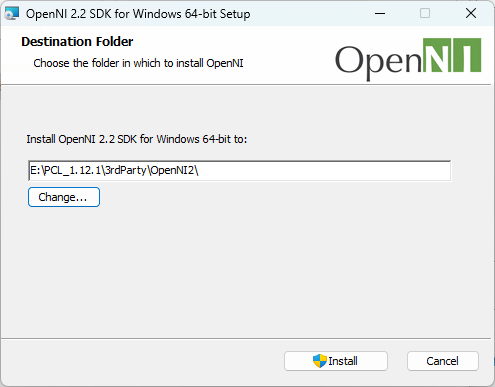 OpenNI 2.2 SDK for Windows 64-bit Setup
Destination Folder
Choose the folder in which to install OpenNI
OpenNI
Install OpenNI 2.2 SDK for Windows 64-bit to:
E:\PCL_1.12.1\3rdParty\OpenNI2\
Change...
Install
Cancel